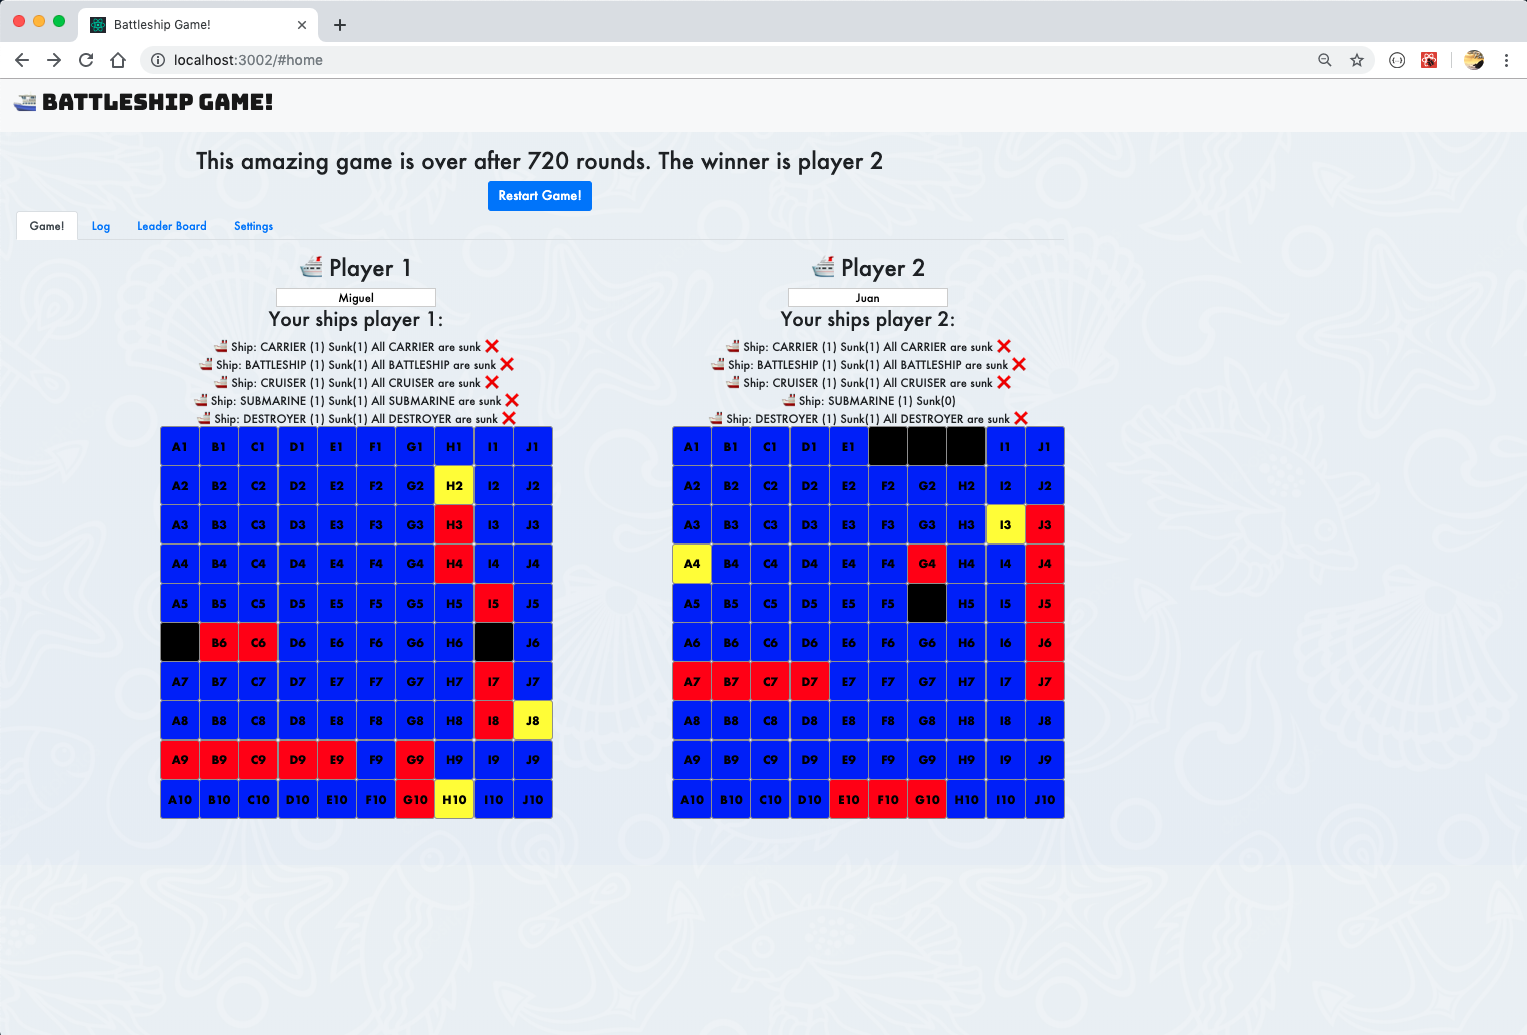 Battleship Game!
localhost:3002/#home
BATTLESHIP GAME!
This amazing game is over after 720 rounds. The winner is player 2
Restart Game!
Game! Log Leader Board Settings
Player 1
Miguel
Your ships player 1:
Ship: CARRIER (1) Sunk(1) All CARRIER are sunk
Ship: BATTLESHIP (1) Sunk(1) All BATTLESHIP are sunk
Ship: CRUISER (1) Sunk(1) All CRUISER are sunk
Ship: SUBMARINE (1) Sunk(1) All SUBMARINE are sunk
Ship: DESTROYER (1) Sunk(1) All DESTROYER are sunk
A1 B1 C1 D1 E1 F1 G1 H1 I1 J1
A2 B2 C2 D2 E2 F2 G2 H2 I2 J2
A3 B3 C3 D3 E3 F3 G3 H3 I3 J3
A4 B4 C4 D4 E4 F4 G4 H4 I4 J4
A5 B5 C5 D5 E5 F5 G5 H5 I5 J5
B6 C6 D6 E6 F6 G6 H6 J6
A7 B7 C7 D7 E7 F7 G7 H7 I7 J7
A8 B8 C8 D8 E8 F8 G8 H8 I8 J8
A9 B9 C9 D9 E9 F9 G9 H9 I9 J9
A10 B10 C10 D10 E10 F10 G10 H10 I10 J10
Player 2
Juan
Your ships player 2:
Ship: CARRIER (1) Sunk(1) All CARRIER are sunk
Ship: BATTLESHIP (1) Sunk(1) All BATTLESHIP are sunk
Ship: CRUISER (1) Sunk(1) All CRUISER are sunk
Ship: SUBMARINE (1) Sunk(0)
Ship: DESTROYER (1) Sunk(1) All DESTROYER are sunk
A1 B1 C1 D1 E1 I1 J1
A2 B2 C2 D2 E2 F2 G2 H2 I2 J2
A3 B3 C3 D3 E3 F3 G3 H3 I3 J3
A4 B4 C4 D4 E4 F4 G4 H4 I4 J4
A5 B5 C5 D5 E5 F5 H5 I5 J5
A6 B6 C6 D6 E6 F6 G6 H6 I6 J6
A7 B7 C7 D7 E7 F7 G7 H7 I7 J7
A8 B8 C8 D8 E8 F8 G8 H8 I8 J8
A9 B9 C9 D9 E9 F9 G9 H9 I9 J9
A10 B10 C10 D10 E10 F10 G10 H10 I10 J10